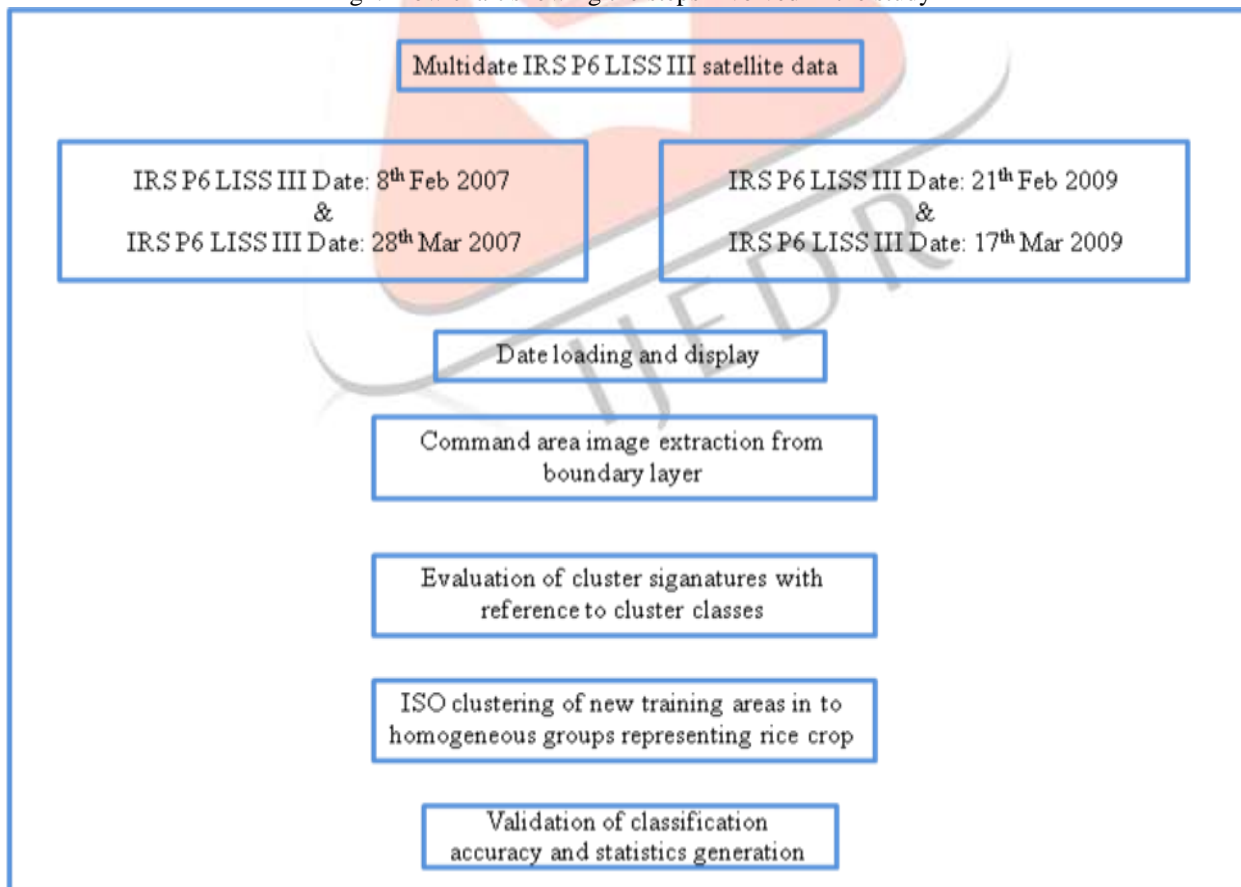 Multidate IRS P6 LISS III satellite data
IRS P6 LISS III Date: 8th Feb 2007
&
IRS P6 LISS III Date: 28th Mar 2007
IRS P6 LISS III Date: 21th Feb 2009
&
IRS P6 LISS III Date: 17th Mar 2009
Date loading and display
Command area image extraction from
boundary layer
Evaluation of cluster siganatures with
reference to cluster classes
ISO clustering of new training areas in to
homogeneous groups representing rice crop
Validation of classification
accuracy and statistics generation
IJEDR